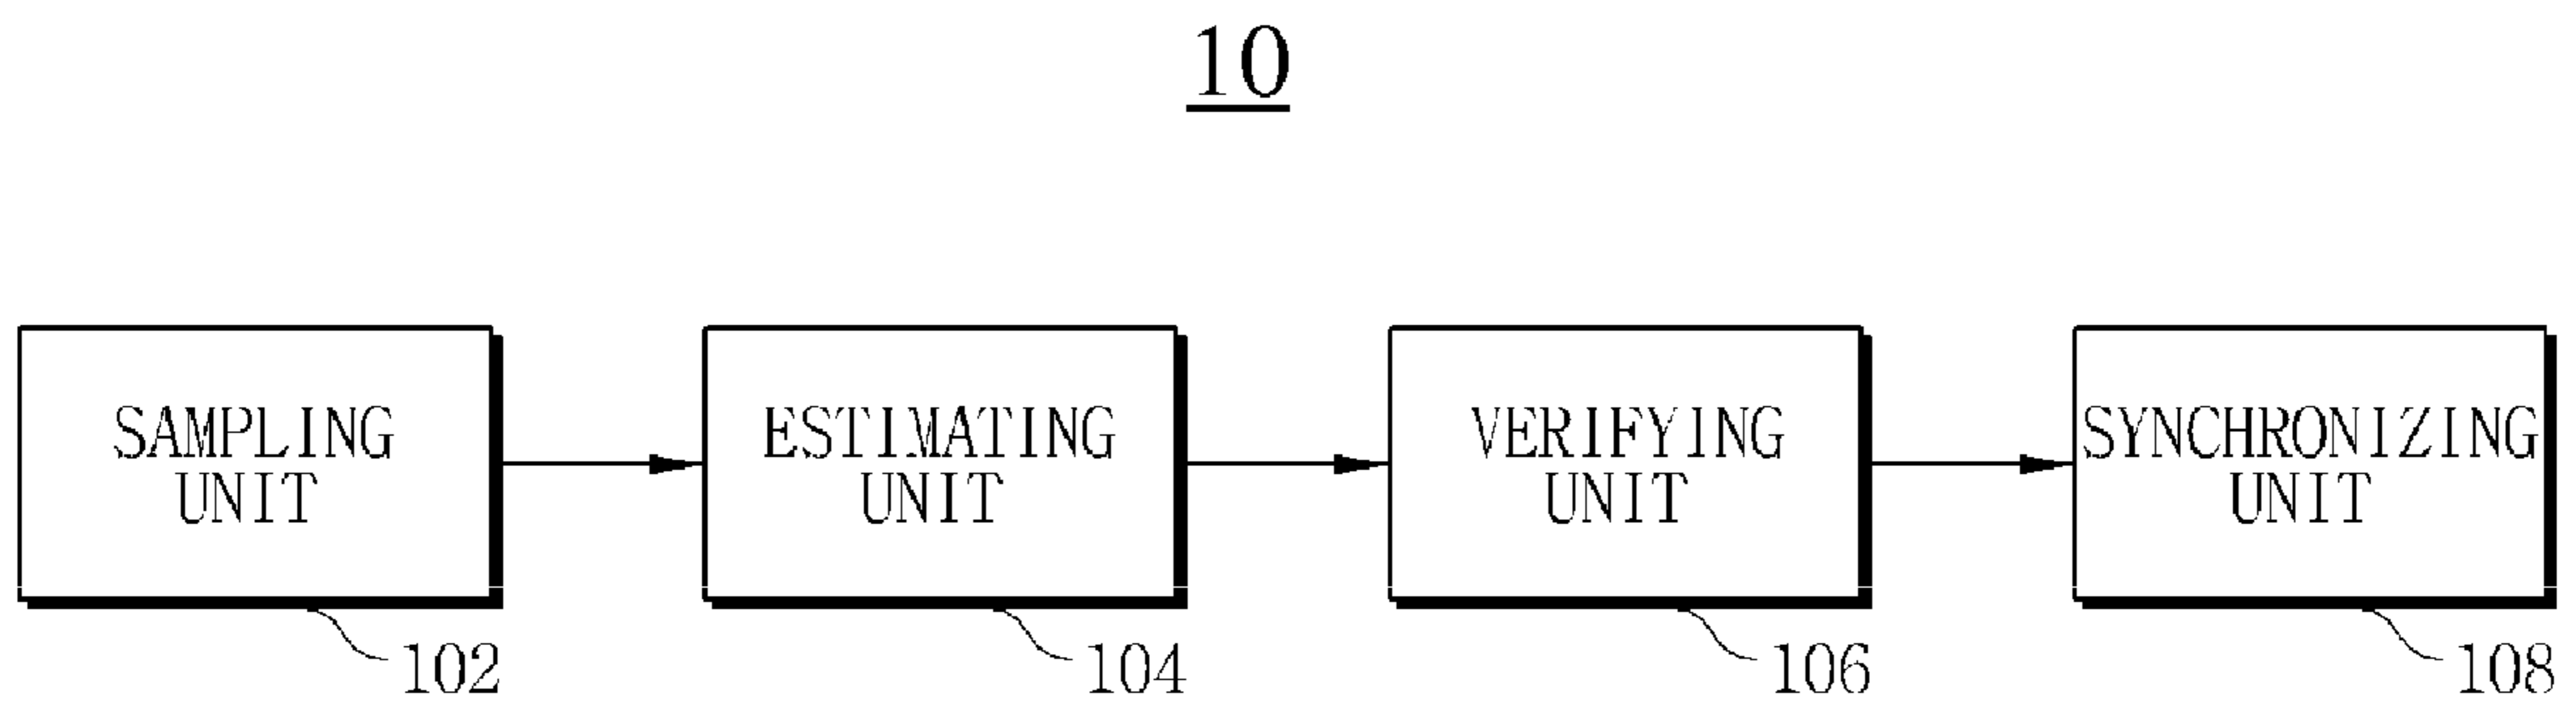 10
SAMPLING
UNIT
ESTIMATING
UNIT
VERIFYING
UNIT
SYNCHRONIZING
UNIT
102
104
106
108